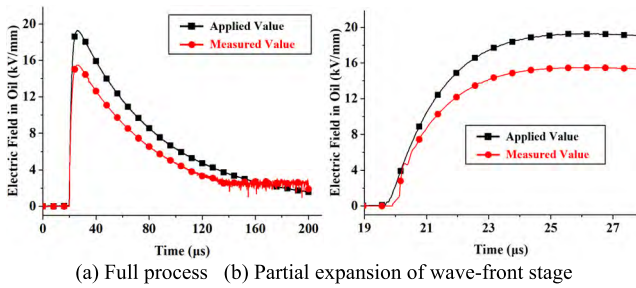 Electric Field in Oil (kV/mm)
20
16
12
8
4
0
Applied Value
Measured Value
0 40 80 120 160 200
Time (μs)
Electric Field in Oil (kV/mm)
20
16
12
8
4
0
Applied Value
Measured Value
19 21 23 25 27
Time (μs)
(a) Full process (b) Partial expansion of wave-front stage